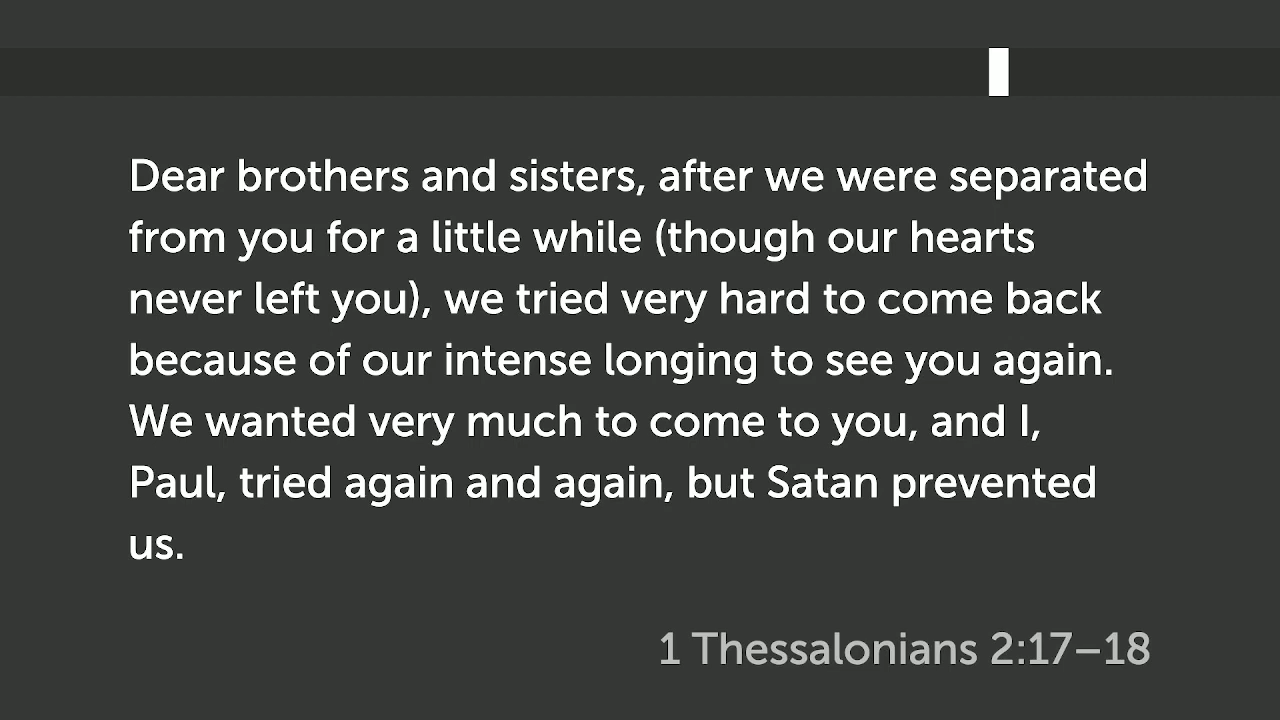 Dear brothers and sisters, after we were separated
from you for a little while (though our hearts
never left you), we tried very hard to come back
because of our intense longing to see you again.
We wanted very much to come to you, and I,
Paul, tried again and again, but Satan prevented
us.
1 Thessalonians 2:17–18